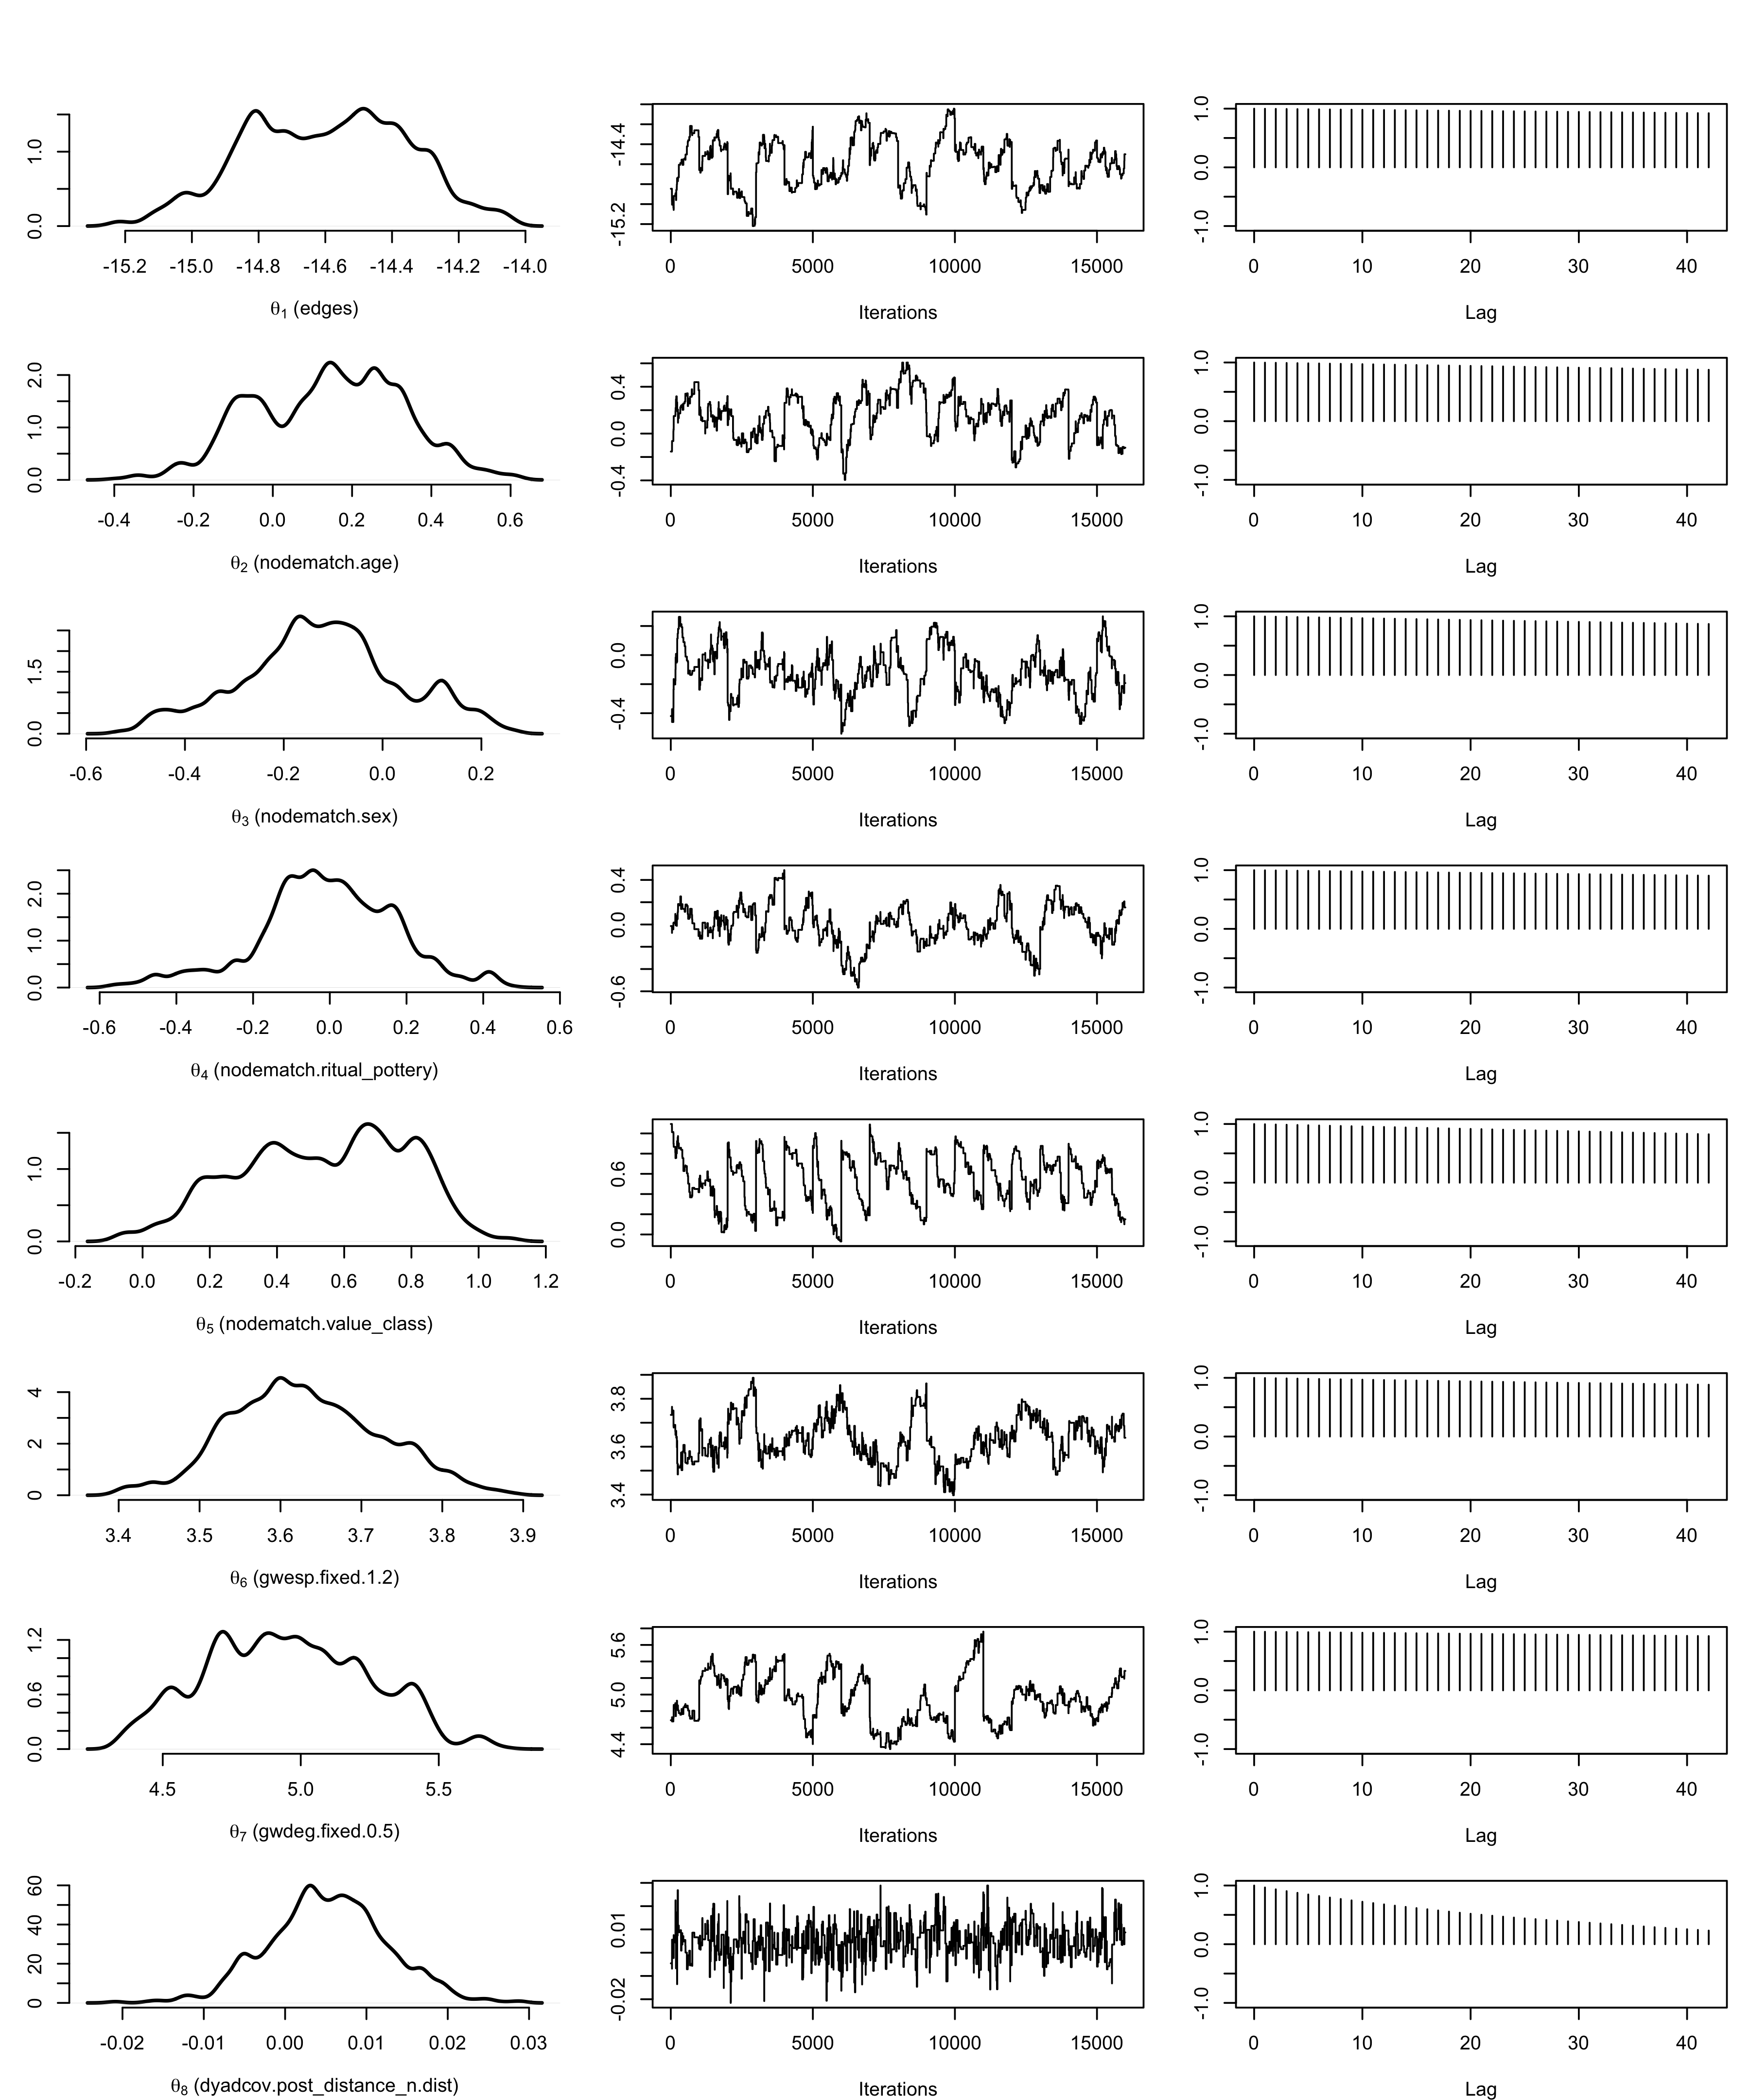 0.0 1.0
-15.2 -15.0 -14.8 -14.6 -14.4 -14.2 -14.0
θ1 (edges)
-15.2 -14.4
0 5000 10000 15000
Iterations
-1.0 0.0 1.0
0 10 20 30 40
Lag
0.0 1.0 2.0
-0.4 -0.2 0.0 0.2 0.4 0.6
θ2 (nodematch.age)
-0.4 0.0 0.4
0 5000 10000 15000
Iterations
-1.0 0.0 1.0
0 10 20 30 40
Lag
0.0 1.5
-0.6 -0.4 -0.2 0.0 0.2
θ3 (nodematch.sex)
-0.4 0.0
0 5000 10000 15000
Iterations
-1.0 0.0 1.0
0 10 20 30 40
Lag
0.0 1.0 2.0
-0.6 -0.4 -0.2 0.0 0.2 0.4 0.6
θ4 (nodematch.ritual_pottery)
-0.6 0.0 0.4
0 5000 10000 15000
Iterations
-1.0 0.0 1.0
0 10 20 30 40
Lag
0.0 1.0
-0.2 0.0 0.2 0.4 0.6 0.8 1.0 1.2
θ5 (nodematch.value_class)
0.0 0.6
0 5000 10000 15000
Iterations
-1.0 0.0 1.0
0 10 20 30 40
Lag
0 2 4
3.4 3.5 3.6 3.7 3.8 3.9
θ6 (gwesp.fixed.1.2)
3.4 3.6 3.8
0 5000 10000 15000
Iterations
-1.0 0.0 1.0
0 10 20 30 40
Lag
0.0 0.6 1.2
4.5 5.0 5.5
θ7 (gwdeg.fixed.0.5)
4.4 5.0 5.6
0 5000 10000 15000
Iterations
-1.0 0.0 1.0
0 10 20 30 40
Lag
0 20 40 60
-0.02 -0.01 0.00 0.01 0.02 0.03
θ8 (dyadcov.post_distance_n.dist)
-0.02 0.01
0 5000 10000 15000
Iterations
-1.0 0.0 1.0
0 10 20 30 40
Lag